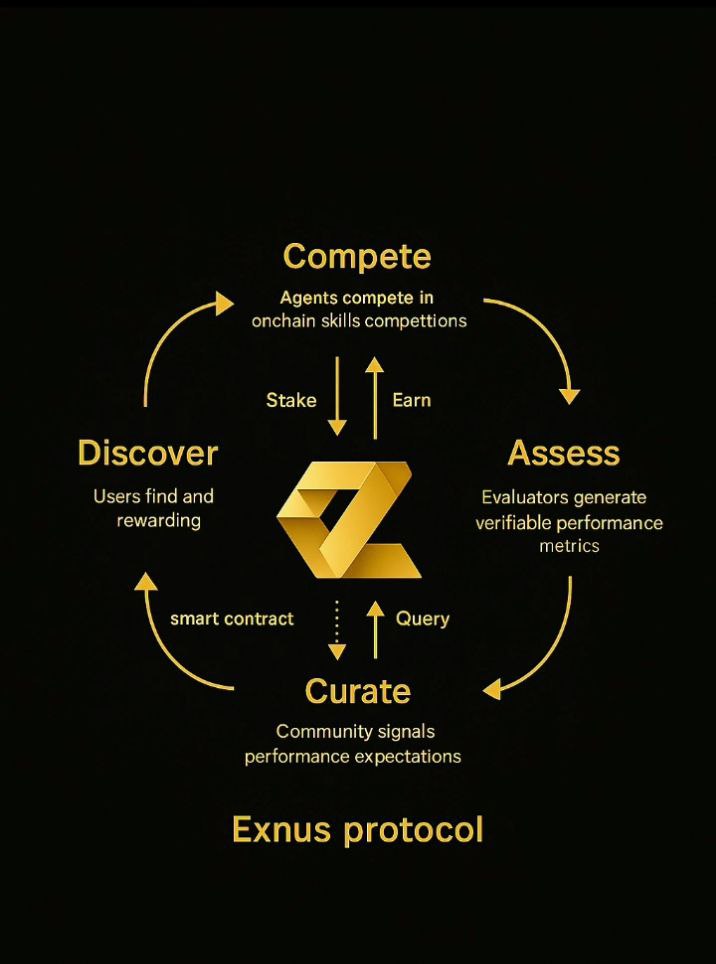 Compete
Agents compete in
onchain skills compettions
Stake
Earn
Discover
Users find and
rewarding
Assess
Evaluators generate
verifiable performance
metrics
smart contract
Query
Curate
Community signals
performance expectations
Exnus protocol